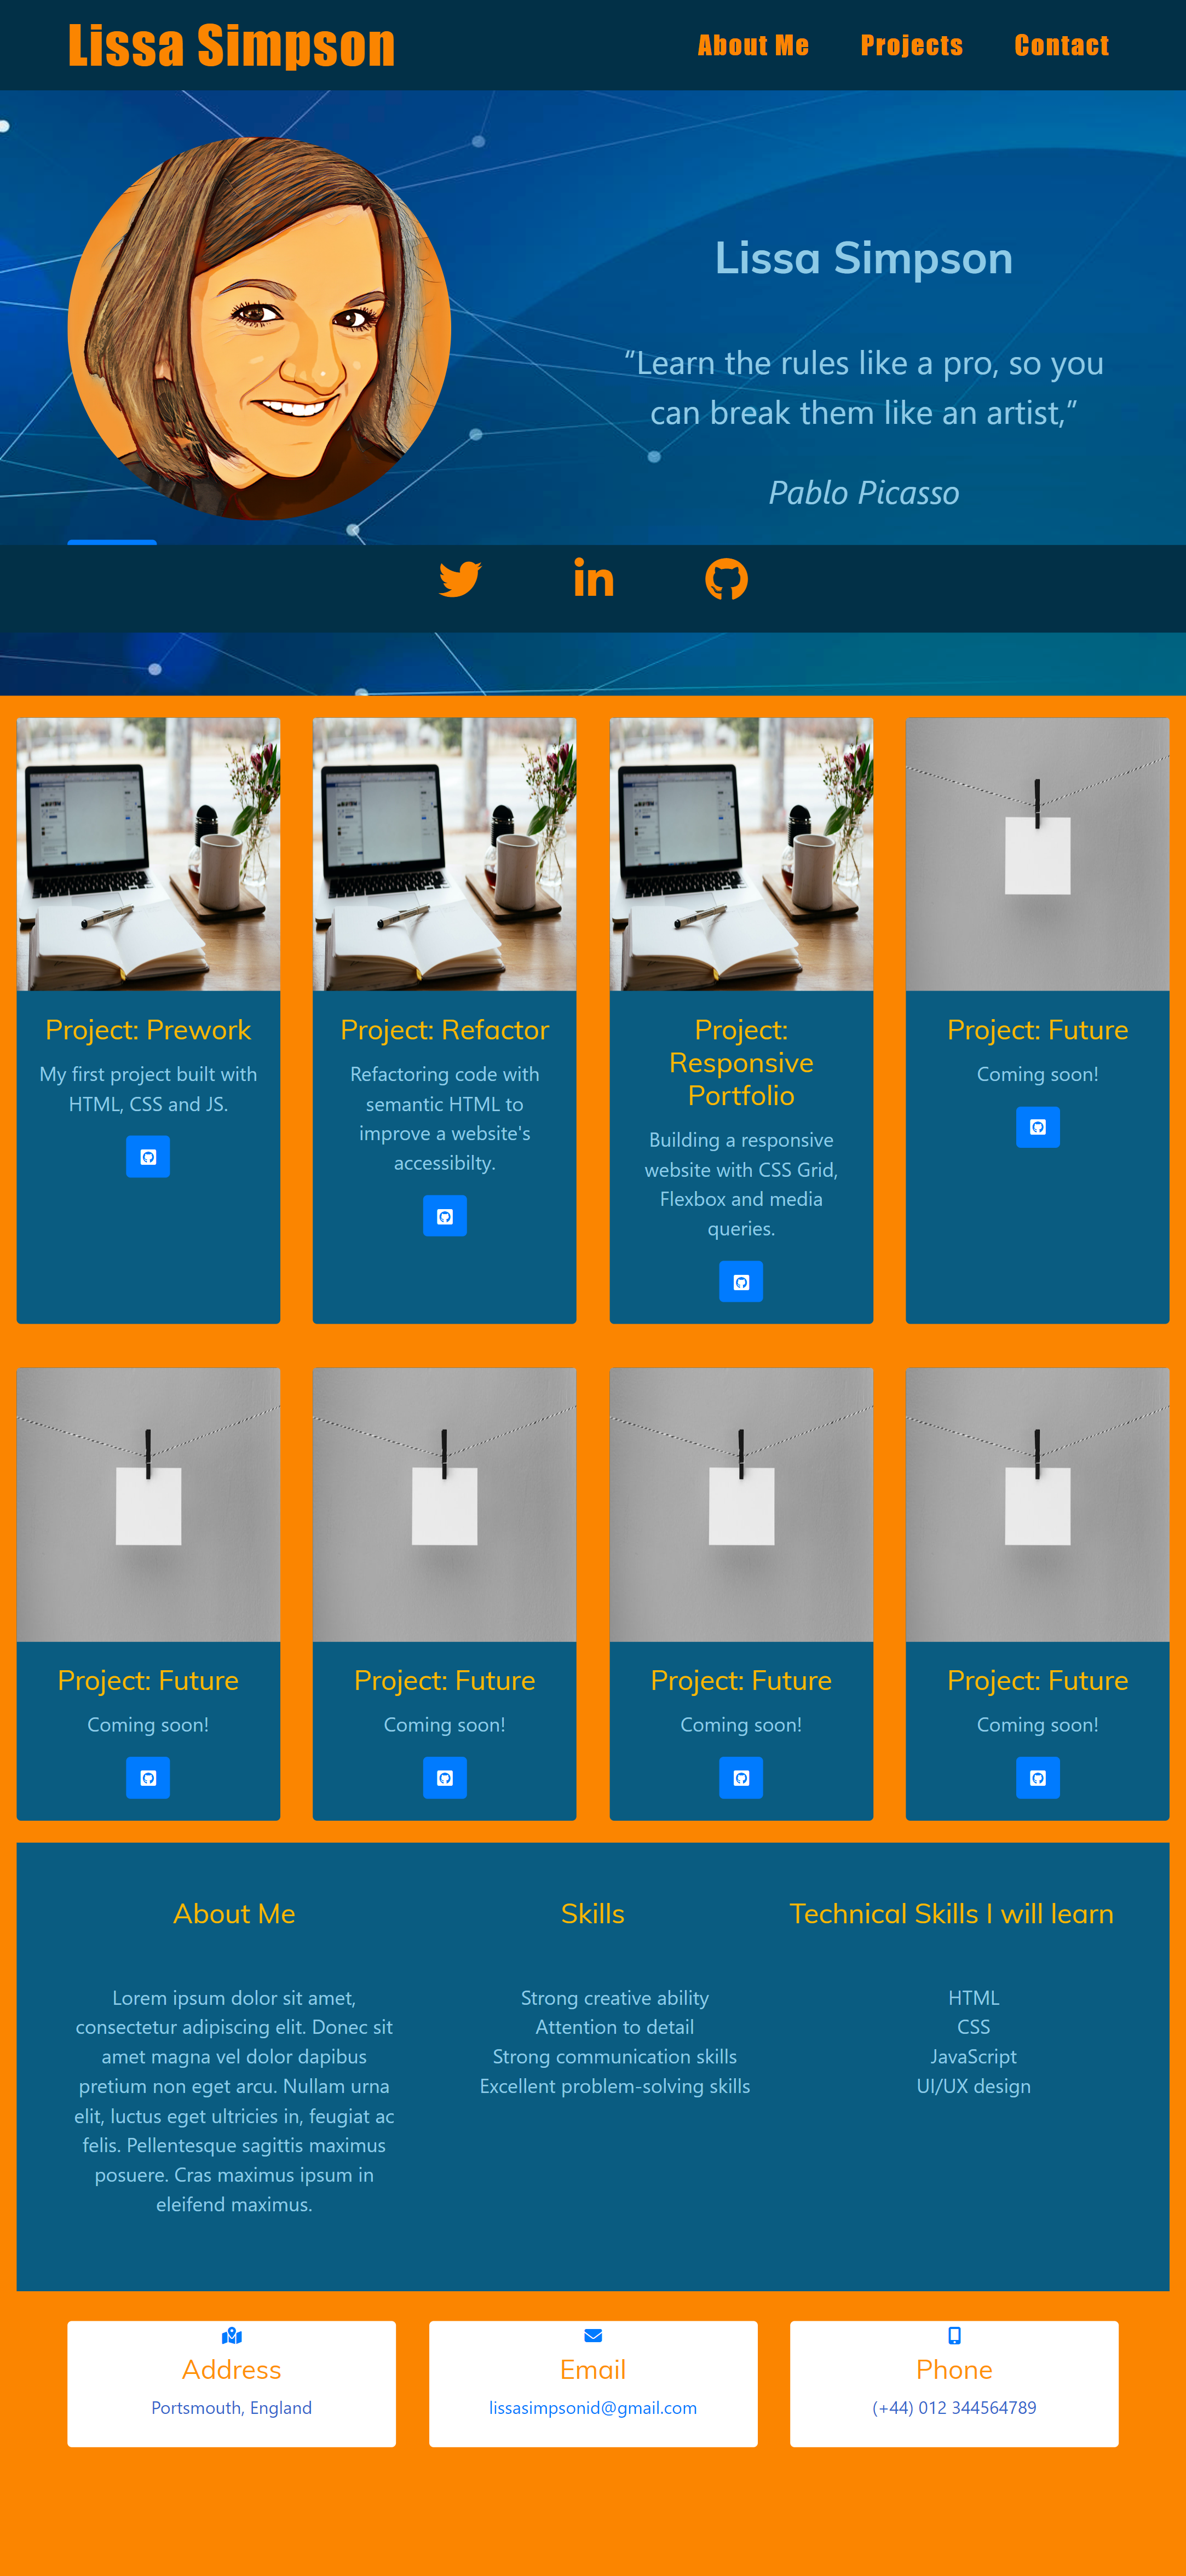 Lissa Simpson
About Me Projects Contact
Lissa Simpson
“Learn the rules like a pro, so you
can break them like an artist,”
Pablo Picasso
Project: Prework
My first project built with
HTML, CSS and JS.
Project: Refactor
Refactoring code with
semantic HTML to
improve a website's
accessibilty.
Project:
Responsive
Portfolio
Building a responsive
website with CSS Grid,
Flexbox and media
queries.
Project: Future
Coming soon!
Project: Future
Coming soon!
Project: Future
Coming soon!
Project: Future
Coming soon!
Project: Future
Coming soon!
About Me
Lorem ipsum dolor sit amet,
consectetur adipiscing elit. Donec sit
amet magna vel dolor dapibus
pretium non eget arcu. Nullam urna
elit, luctus eget ultricies in, feugiat ac
felis. Pellentesque sagittis maximus
posuere. Cras maximus ipsum in
eleifend maximus.
Skills
Strong creative ability
Attention to detail
Strong communication skills
Excellent problem-solving skills
Technical Skills I will learn
HTML
CSS
JavaScript
UI/UX design
Address
Portsmouth, England
Email
lissasimpsonid@gmail.com
Phone
(+44) 012 344564789